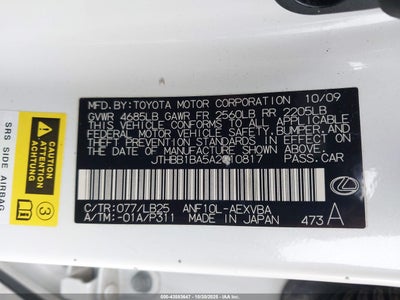 MFD.BY: TOYOTA MOTOR CORPORATION 10/09
GVWR 4685LB GAWR FR 2560LB RR 2205LB
THIS VEHICLE CONFORMS TO ALL APPLICABLE
FEDERAL MOTOR VEHICLE SAFETY, BUMPER, AND
THEFT PREVENTION STANDARDS IN EFFECT ON
THE DATE OF MANUFACTURE SHOWN ABOVE.
PASS.CAR
C/TR:077/LB25 ANF10L-AEXVBA
A/TM:-01A/P311 MADE IN JAPAN 473 A
SRS SIDE AIRBAG
ATTENTION
ACHTUNG